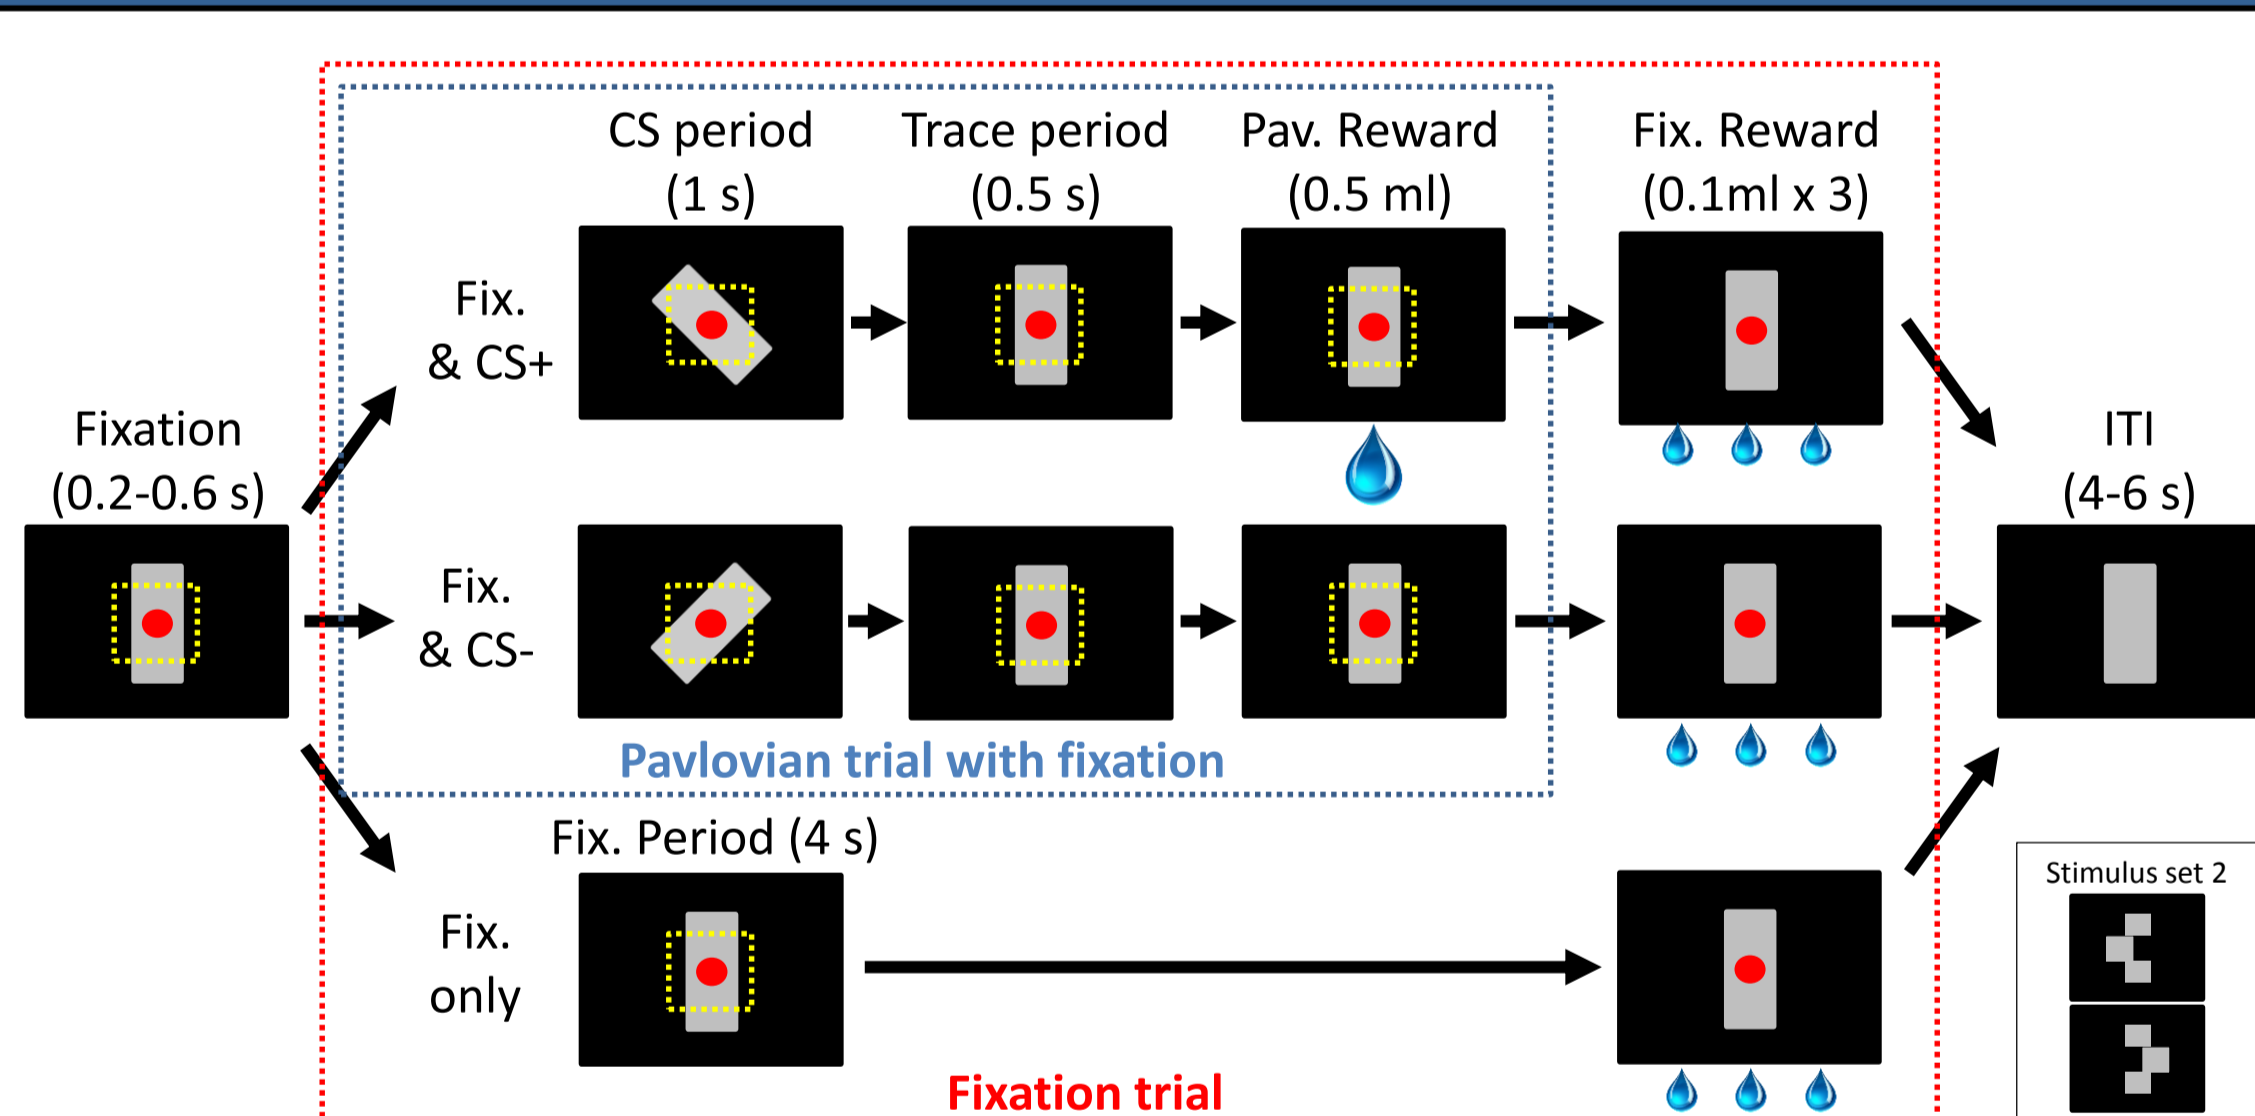 CS period
(1 s)
Trace period
(0.5 s)
Pav. Reward
(0.5 ml)
Fix. Reward
(0.1ml x 3)
Fix.
& CS+
Fixation
(0.2-0.6 s)
ITI
(4-6 s)
Fix.
& CS-
Pavlovian trial with fixation
Fix. Period (4 s)
Fix.
only
Stimulus set 2
Fixation trial